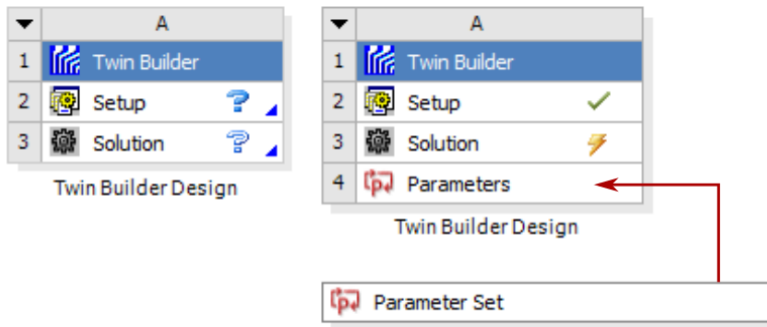 A
1 Twin Builder
2 Setup ?
3 Solution ?
Twin Builder Design
A
1 Twin Builder
2 Setup
3 Solution
4 Parameters
Twin Builder Design
Parameter Set